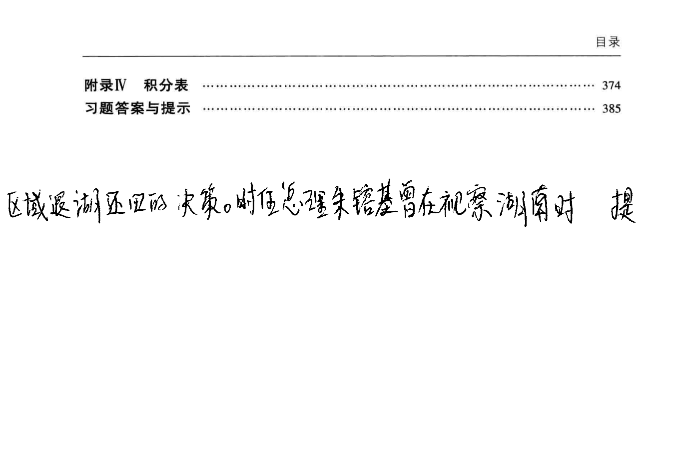 目录
附录Ⅳ 积分表 …………………………………………………………………… 374
习题答案与提示 …………………………………………………………………… 385
区域退湖还田的决策。时任总理朱镕基曾在视察湖南时 提